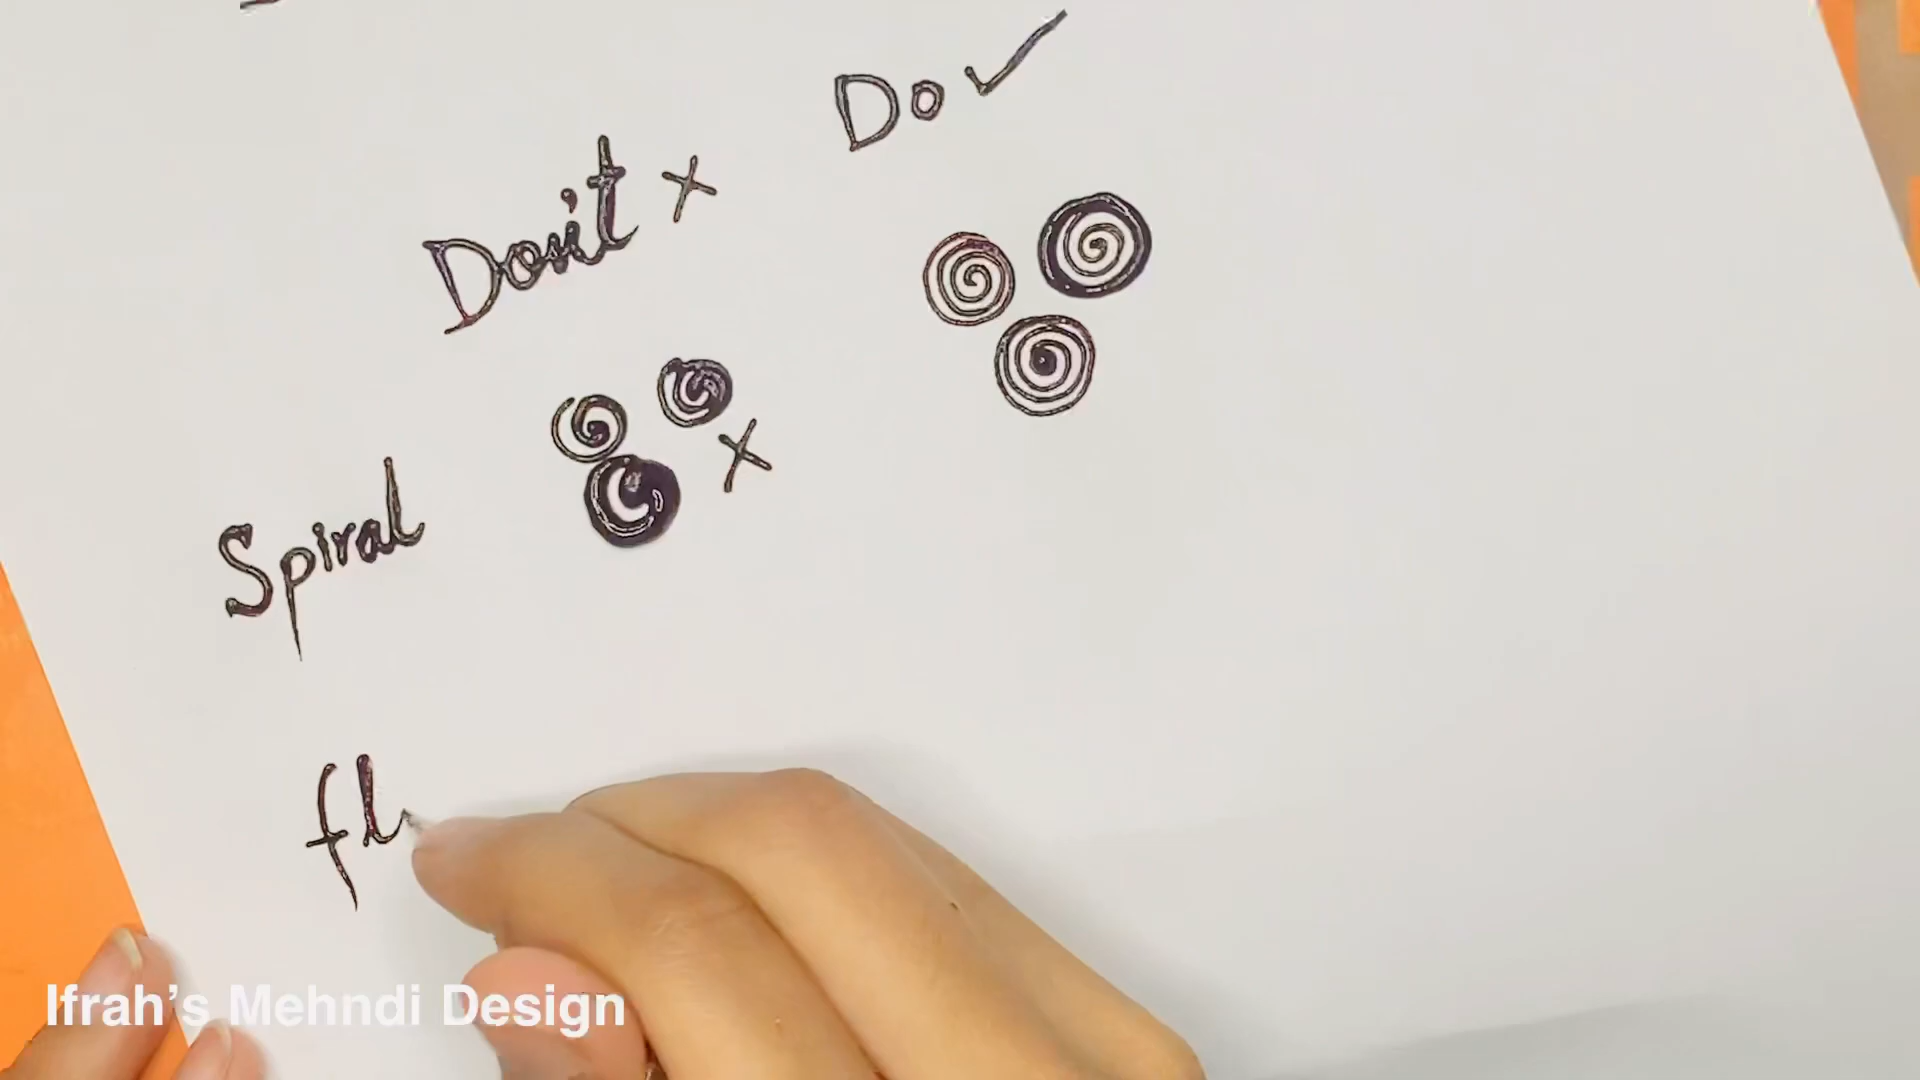 Do ✓
Don't ×
×
Spiral
fl
Ifrah's Mehndi Design